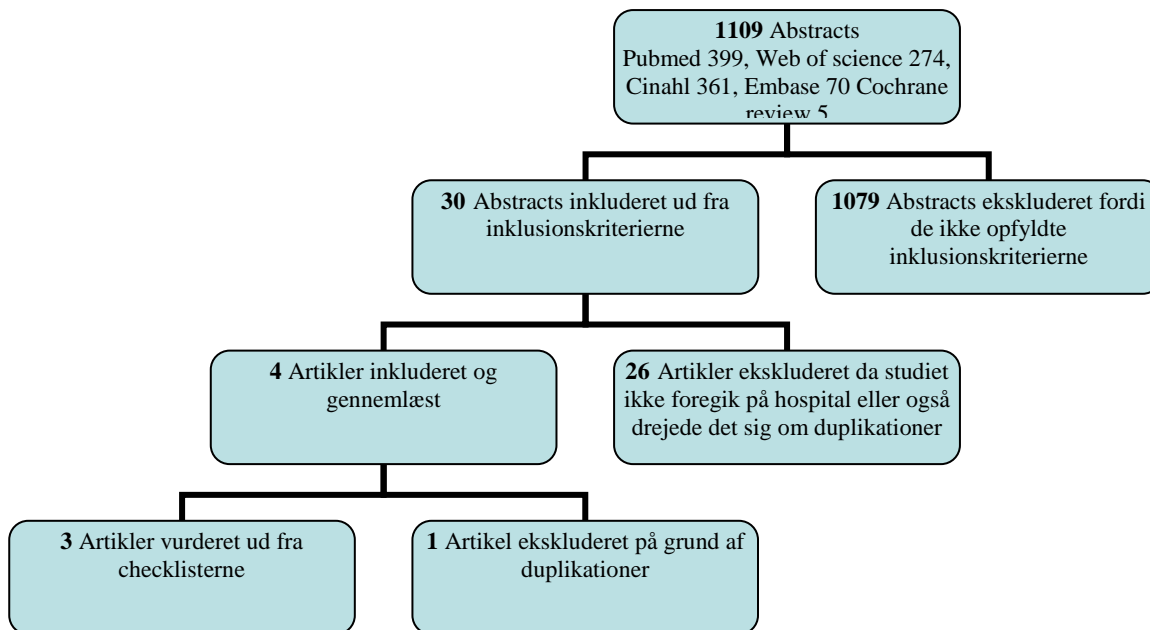 1109 Abstracts
Pubmed 399, Web of science 274,
Cinahl 361, Embase 70 Cochrane
review 5
30 Abstracts inkluderet ud fra
inklusionskriterierne
1079 Abstracts ekskluderet fordi
de ikke opfyldte
inklusionskriterierne
4 Artikler inkluderet og
gennemlæst
26 Artikler ekskluderet da studiet
ikke foregik på hospital eller også
drejede det sig om duplikationer
3 Artikler vurderet ud fra
checklisterne
1 Artikel ekskluderet på grund af
duplikationer